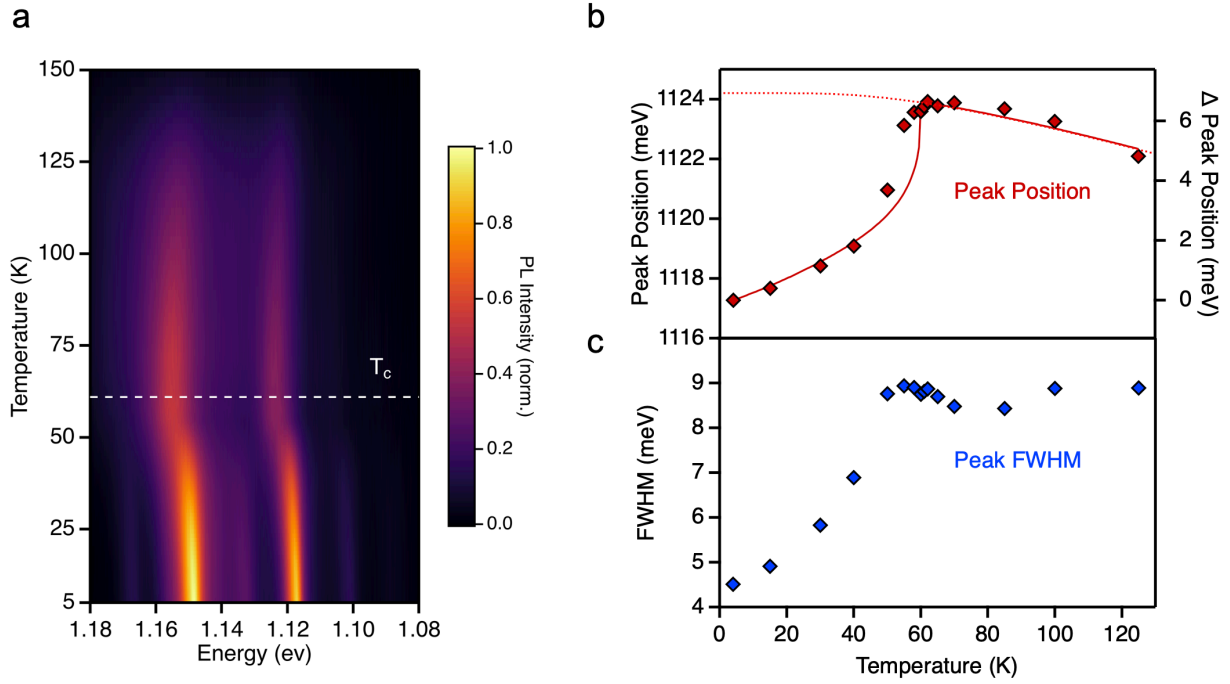 a
150
125
100
75
50
25
5
Temperature (K)
T_c
1.18
1.16
1.14
1.12
1.10
1.08
Energy (ev)
1.0
0.8
0.6
0.4
0.2
0.0
PL Intensity (norm.)
b
1124
1122
1120
1118
1116
Peak Position (meV)
Peak Position
6
4
2
0
Δ Peak
Position (meV)
c
9
8
7
6
5
4
FWHM (meV)
Peak FWHM
0
20
40
60
80
100
120
Temperature (K)